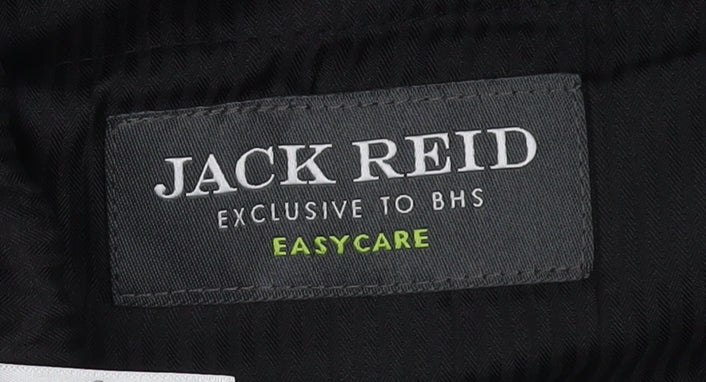 JACK REID
EXCLUSIVE TO BHS
EASYCARE